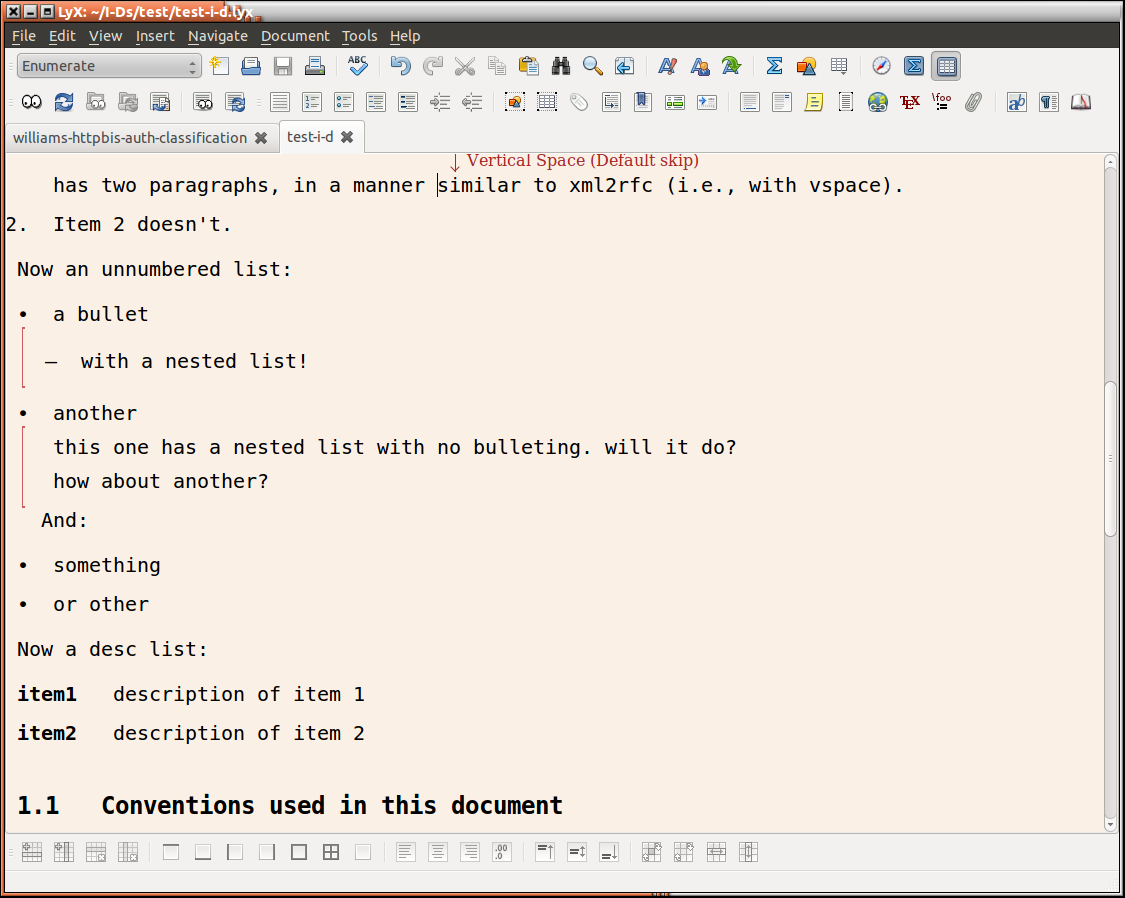 LyX: ~/I-Ds/test/test-i-d.lyx
File Edit View Insert Navigate Document Tools Help
Enumerate
ABC
TEX \foo
ab
williams-httpbis-auth-classification test-i-d
Vertical Space (Default skip)
has two paragraphs, in a manner similar to xml2rfc (i.e., with vspace).
2. Item 2 doesn't.
Now an unnumbered list:
• a bullet
— with a nested list!
• another
this one has a nested list with no bulleting. will it do?
how about another?
And:
• something
• or other
Now a desc list:
item1 description of item 1
item2 description of item 2
1.1 Conventions used in this document